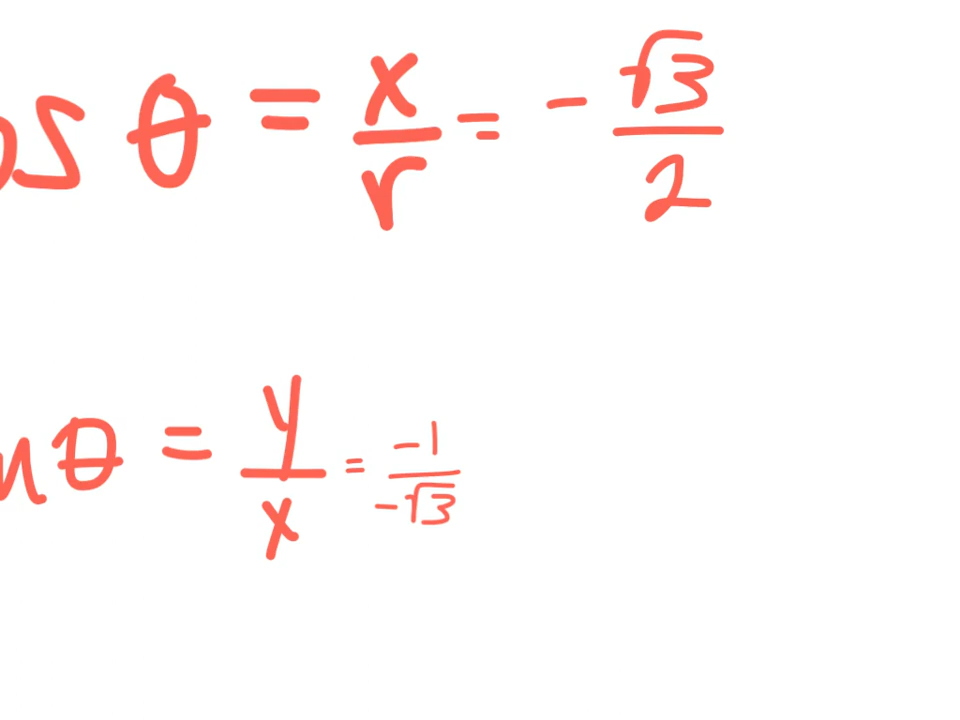 os θ = x/r = - √3/2
nθ = y/x = -1/-√3